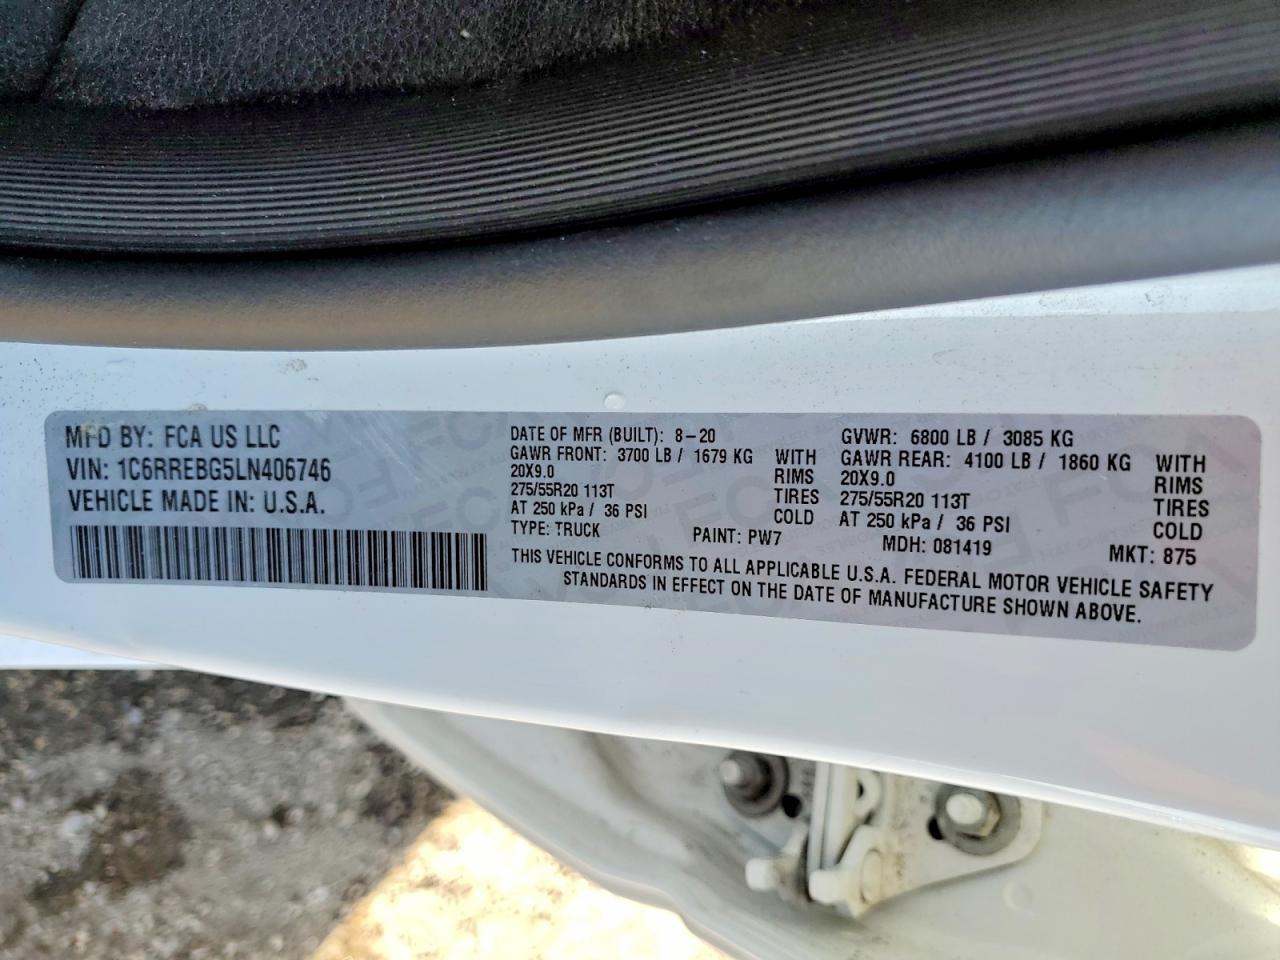 MFD BY: FCA US LLC
VIN: 1C6RREBG5LN406746
VEHICLE MADE IN: U.S.A.
DATE OF MFR (BUILT): 8-20
GAWR FRONT: 3700 LB / 1679 KG WITH
20X9.0 RIMS
275/55R20 113T TIRES
AT 250 kPa / 36 PSI COLD
TYPE: TRUCK PAINT: PW7
GVWR: 6800 LB / 3085 KG
GAWR REAR: 4100 LB / 1860 KG WITH
20X9.0 RIMS
275/55R20 113T TIRES
AT 250 kPa / 36 PSI COLD
MDH: 081419 MKT: 875
THIS VEHICLE CONFORMS TO ALL APPLICABLE U.S.A. FEDERAL MOTOR VEHICLE SAFETY
STANDARDS IN EFFECT ON THE DATE OF MANUFACTURE SHOWN ABOVE.